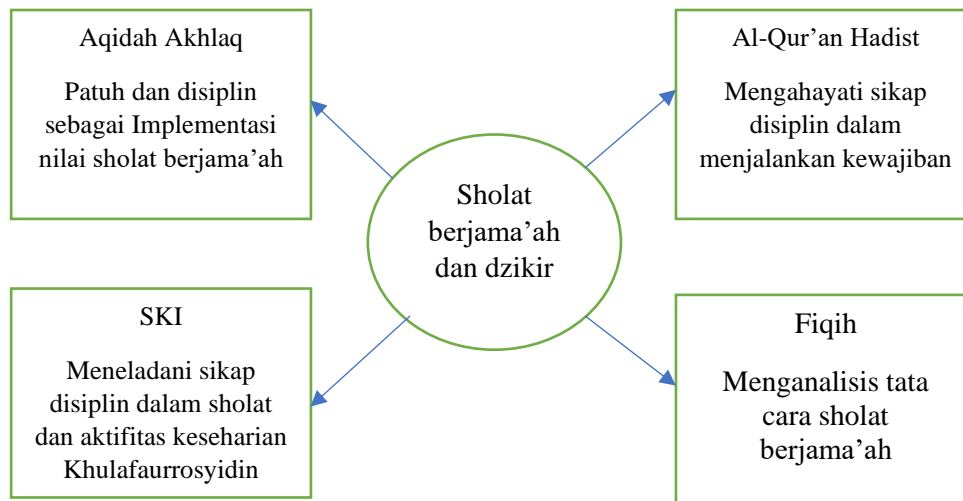 Aqidah Akhlaq
Patuh dan disiplin
sebagai Implementasi
nilai sholat berjama’ah
Al-Qur’an Hadist
Mengahayati sikap
disiplin dalam
menjalankan kewajiban
Sholat
berjama’ah
dan dzikir
SKI
Meneladani sikap
disiplin dalam sholat
dan aktifitas keseharian
Khulafaurrosyidin
Fiqih
Menganalisis tata
cara sholat
berjama’ah